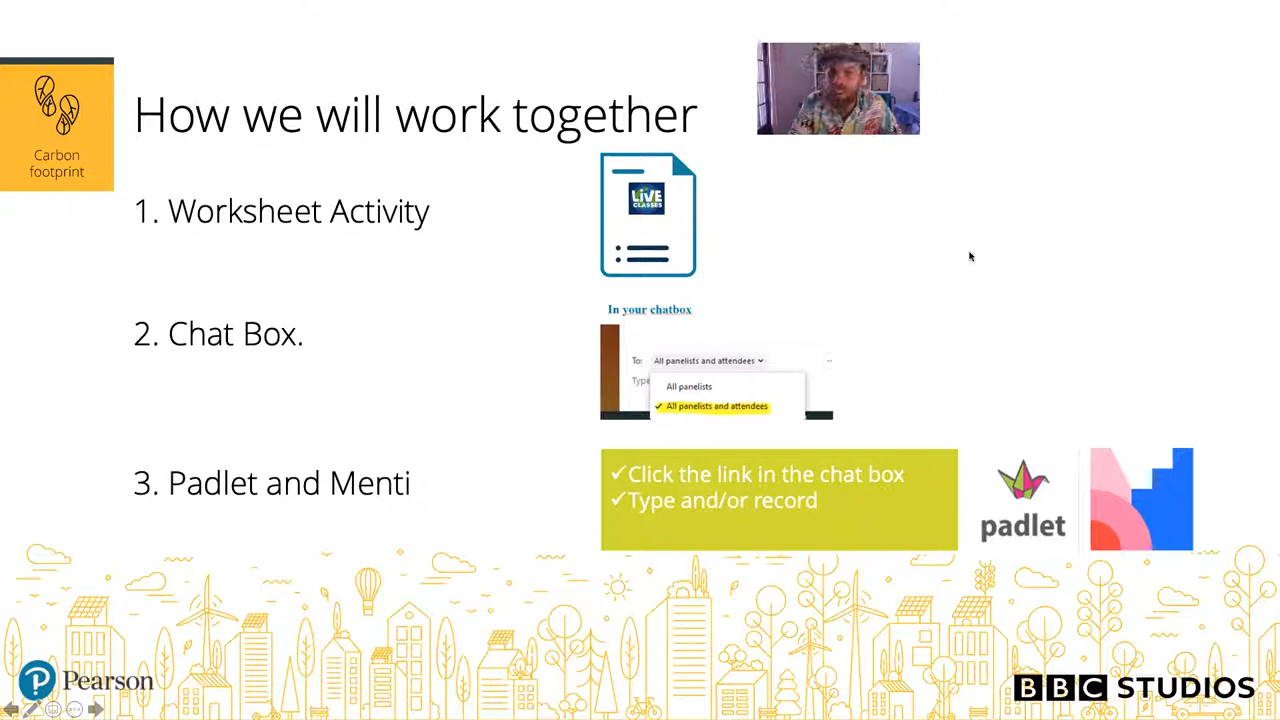 How we will work together
Carbon
footprint
1. Worksheet Activity
LIVE
CLASSES
In your chatbox
2. Chat Box.
To: All panelists and attendees
Type
All panelists
✓ All panelists and attendees
3. Padlet and Menti
✓Click the link in the chat box
✓Type and/or record
padlet
P Pearson
BBC STUDIOS